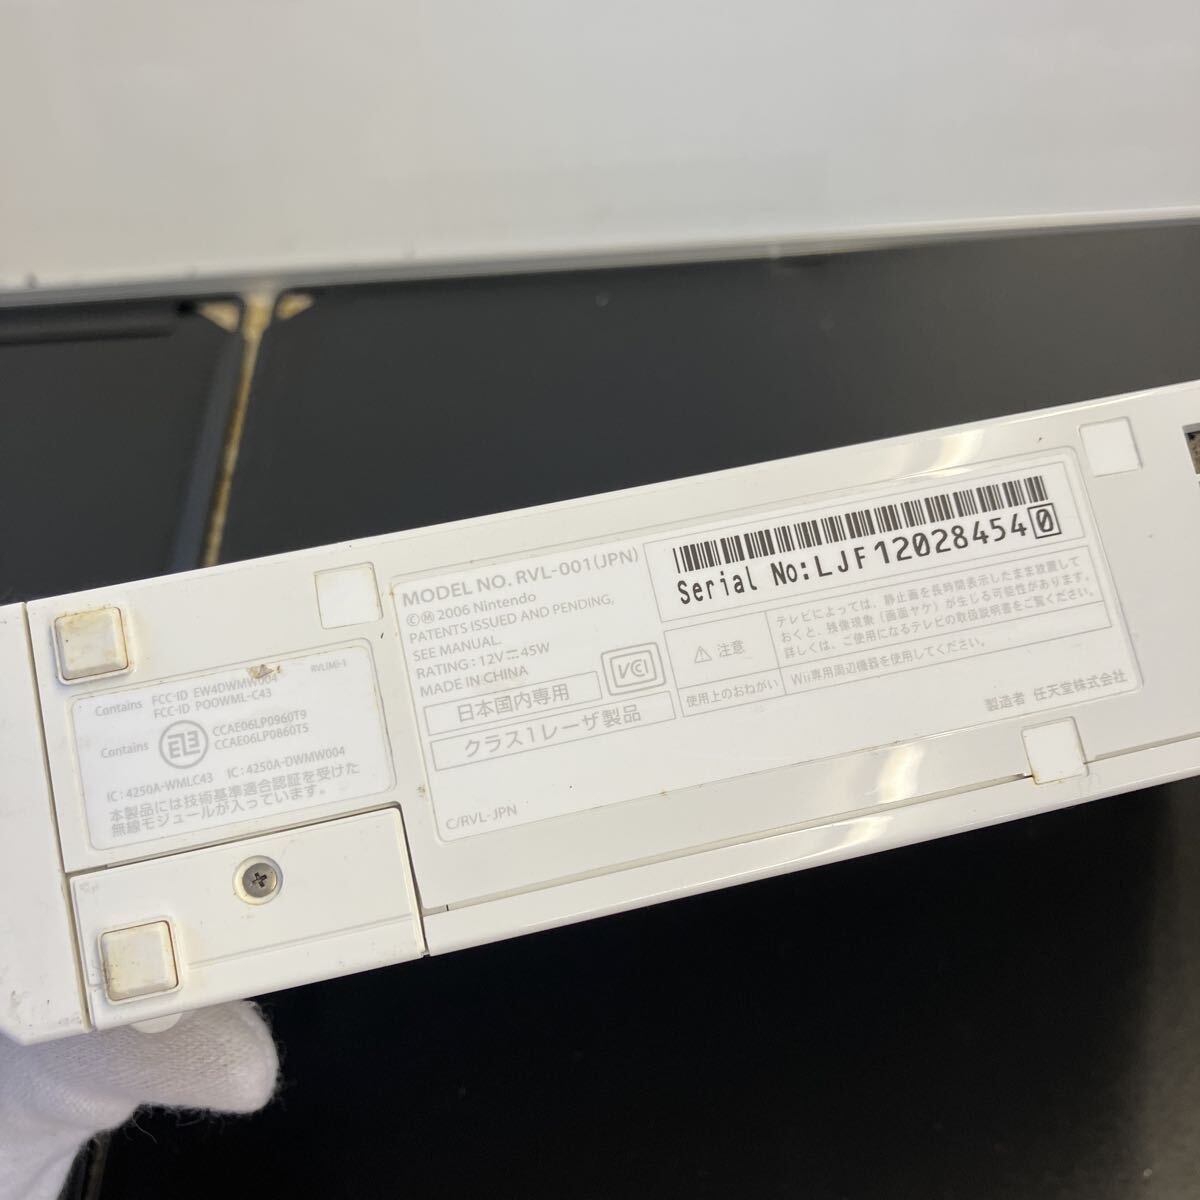 Contains FCC-ID EW4DWMW004
FCC-ID POOWML-C43
RVLIMI-1
Contains CCAE06LP0960T9
CCAE06LP0860T5
IC:4250A-WMLC43 IC:4250A-DWMW004
本製品には技術基準適合認証を受けた
無線モジュールが入っています。
MODEL NO. RVL-001(JPN)
©Ⓜ2006 Nintendo
PATENTS ISSUED AND PENDING,
SEE MANUAL.
RATING:12V⎓45W
MADE IN CHINA
VCCI
日本国内専用
クラス1レーザ製品
C/RVL-JPN
Serial No:LJF120284540
⚠注意
テレビによっては、静止画を長時間表示したまま放置して
おくと、残像現象(画面ヤケ)が生じる可能性があります。
詳しくは、ご使用になるテレビの取扱説明書をご覧ください。
使用上のおねがい
Wii専用周辺機器を使用してください。
製造者 任天堂株式会社